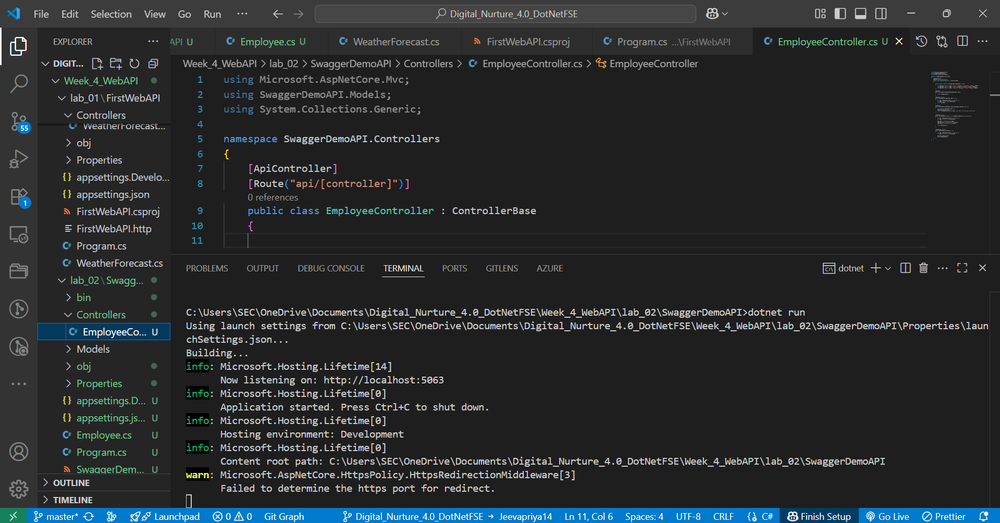 File Edit Selection View Go Run ··· Digital_Nurture_4.0_DotNetFSE
EXPLORER ···
API U Employee.cs U WeatherForecast.cs FirstWebAPI.csproj Program.cs ...\FirstWebAPI EmployeeController.cs U
DIGIT...
Week_4_WebAPI
lab_01\FirstWebAPI
Controllers
WeatherForecast...
obj
Properties
{} appsettings.Develo...
{} appsettings.json
FirstWebAPI.csproj
FirstWebAPI.http
Program.cs
WeatherForecast.cs
lab_02\Swagg...
bin
Controllers
EmployeeCo... U
Models
obj
Properties
{} appsettings.D... U
{} appsettings.js... U
Employee.cs U
Program.cs U
SwaggerDem... U
OUTLINE
TIMELINE
55
1
Week_4_WebAPI > lab_02 > SwaggerDemoAPI > Controllers > EmployeeController.cs > EmployeeController
1 using Microsoft.AspNetCore.Mvc;
2 using SwaggerDemoAPI.Models;
3 using System.Collections.Generic;
4
5 namespace SwaggerDemoAPI.Controllers
6 {
7 [ApiController]
8 [Route("api/[controller]")]
0 references
9 public class EmployeeController : ControllerBase
10 {
11
PROBLEMS OUTPUT DEBUG CONSOLE TERMINAL PORTS GITLENS AZURE dotnet
C:\Users\SEC\OneDrive\Documents\Digital_Nurture_4.0_DotNetFSE\Week_4_WebAPI\lab_02\SwaggerDemoAPI>dotnet run
Using launch settings from C:\Users\SEC\OneDrive\Documents\Digital_Nurture_4.0_DotNetFSE\Week_4_WebAPI\lab_02\SwaggerDemoAPI\Properties\laun
chSettings.json...
Building...
info: Microsoft.Hosting.Lifetime[14]
Now listening on: http://localhost:5063
info: Microsoft.Hosting.Lifetime[0]
Application started. Press Ctrl+C to shut down.
info: Microsoft.Hosting.Lifetime[0]
Hosting environment: Development
info: Microsoft.Hosting.Lifetime[0]
Content root path: C:\Users\SEC\OneDrive\Documents\Digital_Nurture_4.0_DotNetFSE\Week_4_WebAPI\lab_02\SwaggerDemoAPI
warn: Microsoft.AspNetCore.HttpsPolicy.HttpsRedirectionMiddleware[3]
Failed to determine the https port for redirect.
master* Launchpad 0 0 Git Graph Digital_Nurture_4.0_DotNetFSE → Jeevapriya14 Ln 11, Col 6 Spaces: 4 UTF-8 CRLF {} C# Finish Setup Go Live Prettier